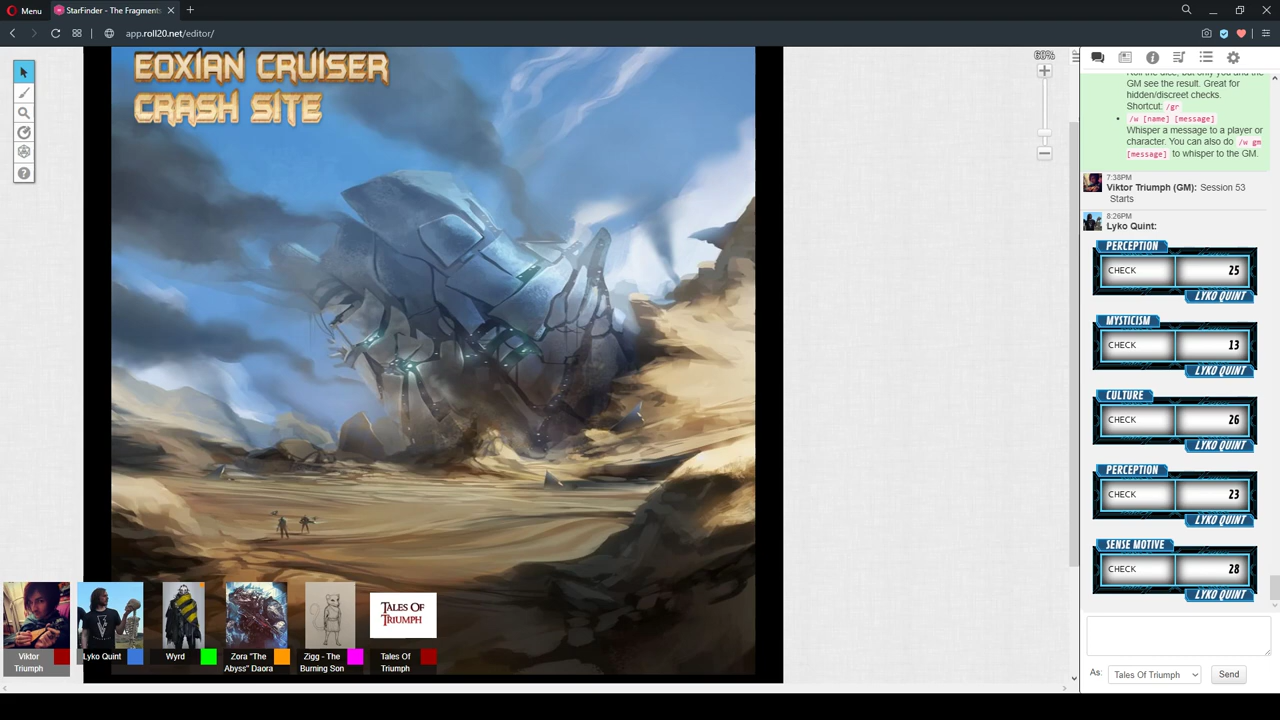 Menu
StarFinder - The Fragments
app.roll20.net/editor/
EOXIAN CRUISER
CRASH SITE
60%
GM see the result. Great for
hidden/discreet checks.
Shortcut: /gr
/w [name] [message]
Whisper a message to a player or
character. You can also do /w gm
[message] to whisper to the GM.
7:38PM
Viktor Triumph (GM): Session 53
Starts
8:26PM
Lyko Quint:
PERCEPTION
CHECK 25
LYKO QUINT
MYSTICISM
CHECK 13
LYKO QUINT
CULTURE
CHECK 26
LYKO QUINT
PERCEPTION
CHECK 23
LYKO QUINT
SENSE MOTIVE
CHECK 28
LYKO QUINT
TALES OF
TRIUMPH
Viktor
Triumph
Lyko Quint
Wyrd
Zora "The
Abyss" Daora
Zigg - The
Burning Son
Tales Of
Triumph
As: Tales Of Triumph
Send